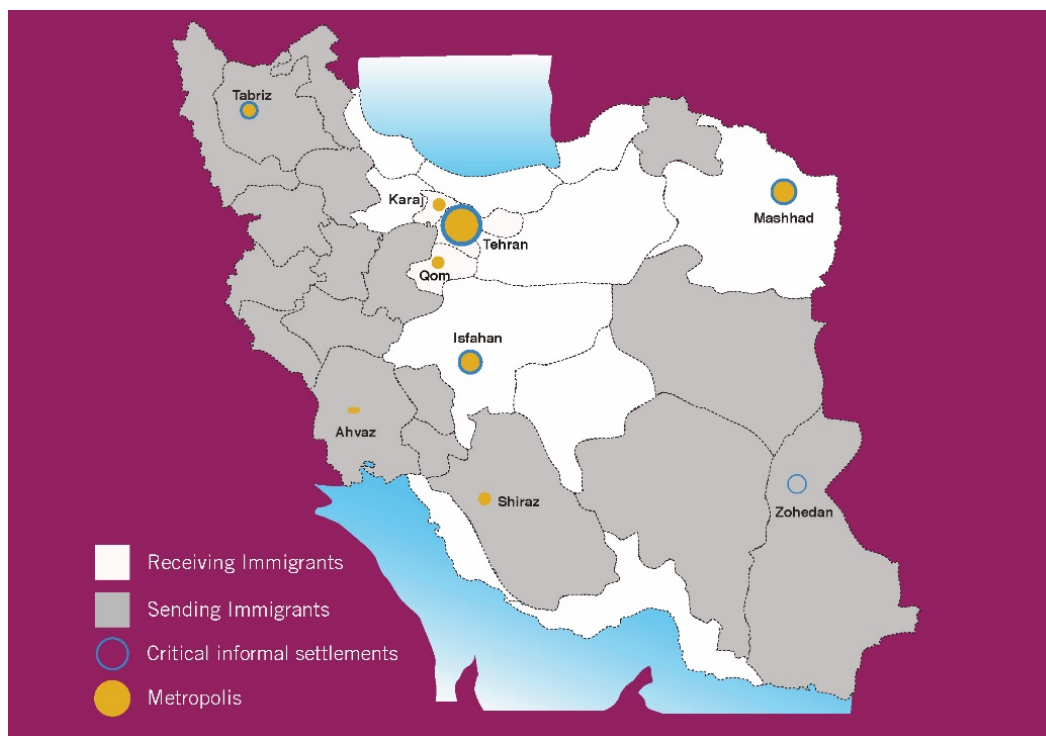 Tabriz
Karaj
Mashhad
Tehran
Qom
Isfahan
Ahvaz
Shiraz
Zohedan
Receiving Immigrants
Sending Immigrants
Critical informal settlements
Metropolis